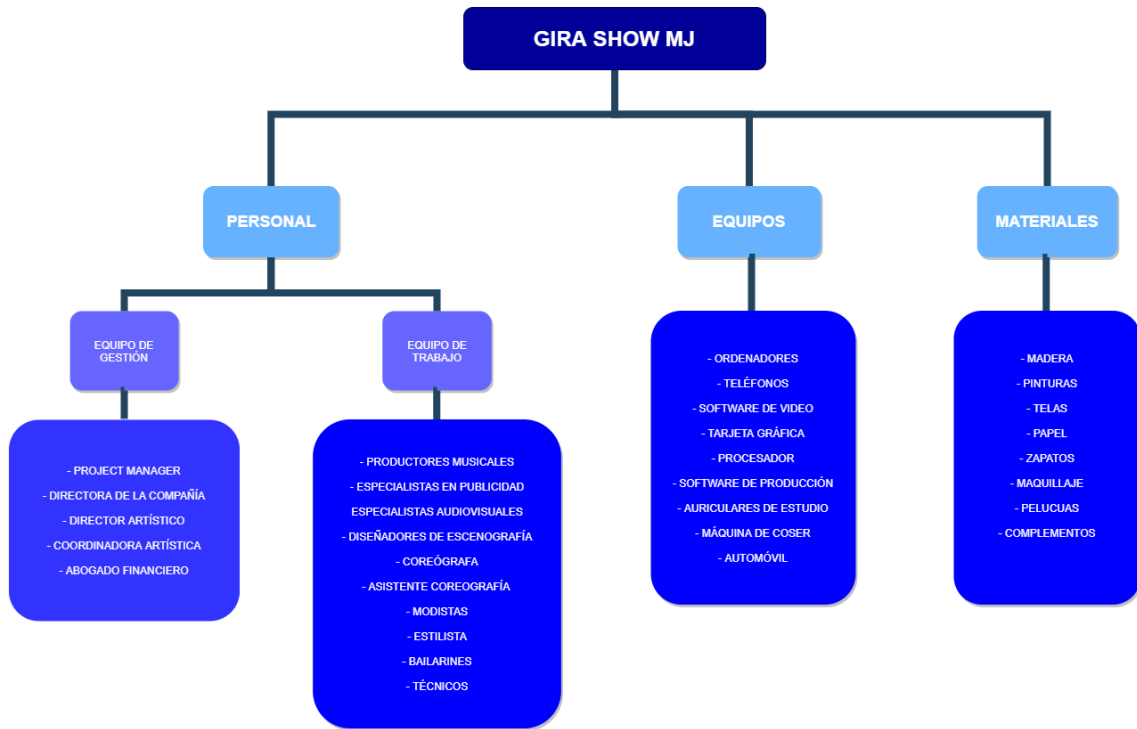 GIRA SHOW MJ
PERSONAL
EQUIPOS
MATERIALES
EQUIPO DE
GESTIÓN
EQUIPO DE
TRABAJO
- PROJECT MANAGER
- DIRECTORA DE LA COMPAÑÍA
- DIRECTOR ARTÍSTICO
- COORDINADORA ARTÍSTICA
- ABOGADO FINANCIERO
- PRODUCTORES MUSICALES
- ESPECIALISTAS EN PUBLICIDAD
ESPECIALISTAS AUDIOVISUALES
- DISEÑADORES DE ESCENOGRAFÍA
- COREÓGRAFA
- ASISTENTE COREOGRAFÍA
- MODISTAS
- ESTILISTA
- BAILARINES
- TÉCNICOS
- ORDENADORES
- TELÉFONOS
- SOFTWARE DE VIDEO
- TARJETA GRÁFICA
- PROCESADOR
- SOFTWARE DE PRODUCCIÓN
- AURICULARES DE ESTUDIO
- MÁQUINA DE COSER
- AUTOMÓVIL
- MADERA
- PINTURAS
- TELAS
- PAPEL
- ZAPATOS
- MAQUILLAJE
- PELUCUAS
- COMPLEMENTOS